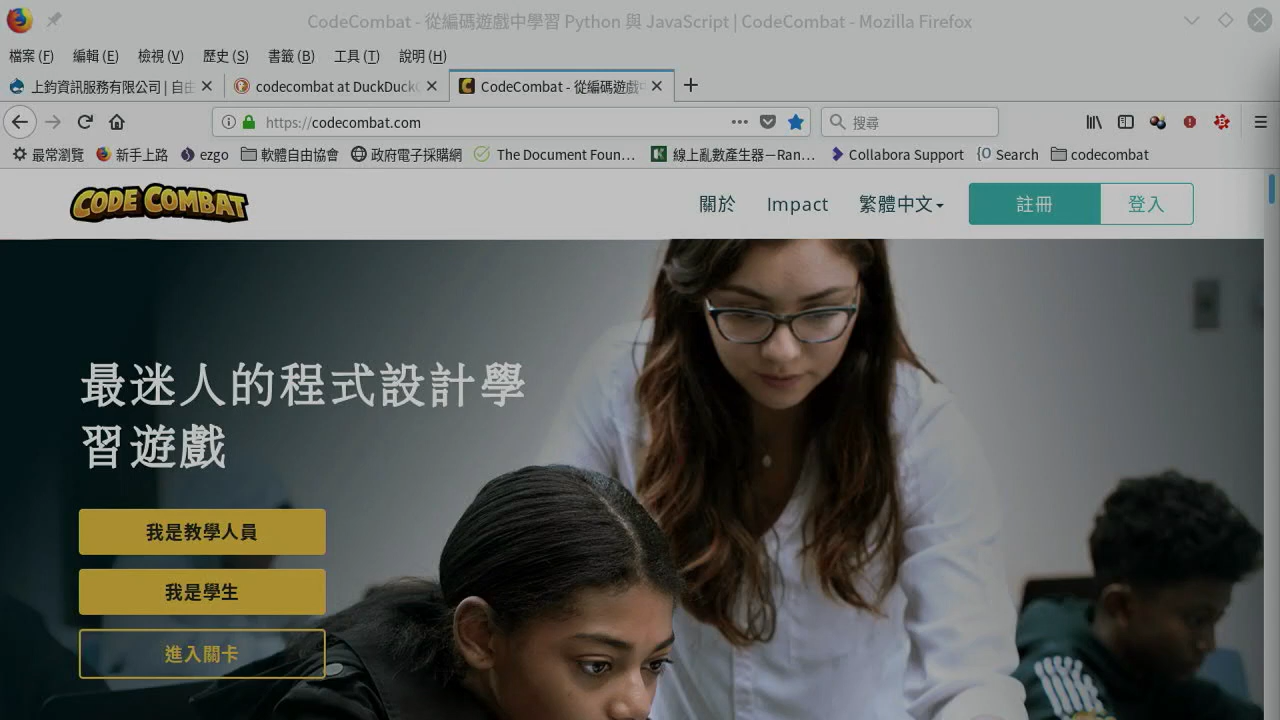 CodeCombat - 從編碼遊戲中學習 Python 與 JavaScript | CodeCombat - Mozilla Firefox
檔案 (F) 編輯 (E) 檢視 (V) 歷史 (S) 書籤 (B) 工具 (T) 說明 (H)
上鈞資訊服務有限公司 | 自由 codecombat at DuckDuckG CodeCombat - 從編碼遊戲中
https://codecombat.com 搜尋
最常瀏覽 新手上路 ezgo 軟體自由協會 政府電子採購網 The Document Foun... 線上亂數產生器－Ran... Collabora Support Search codecombat
CODE COMBAT 關於 Impact 繁體中文 註冊 登入
最迷人的程式設計學
習遊戲
我是教學人員
我是學生
進入關卡